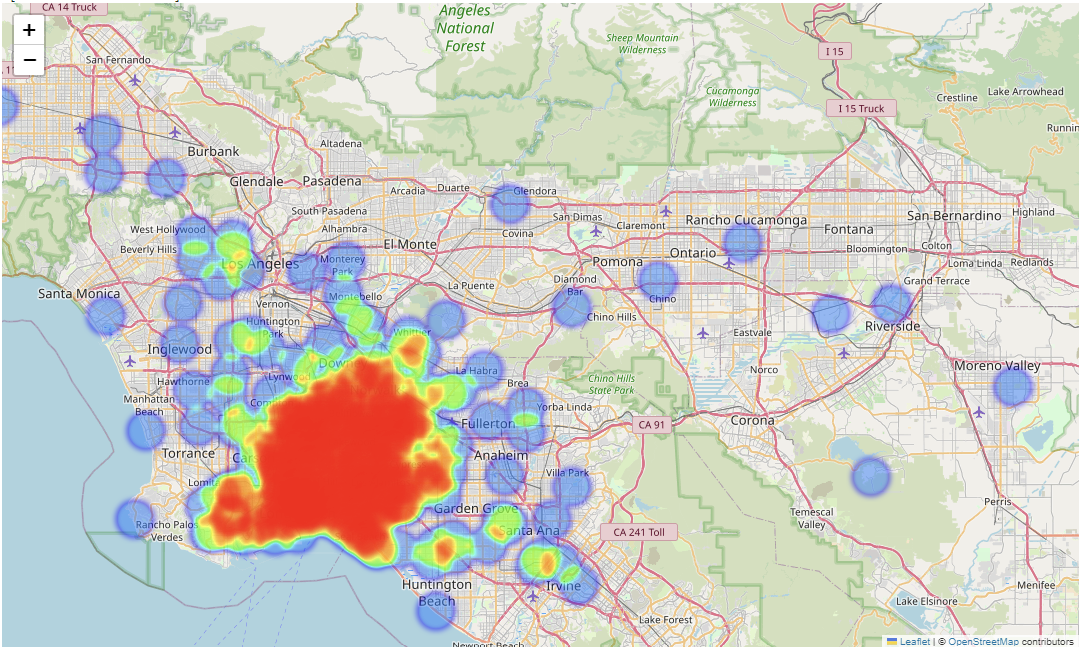 CA 14 Truck
Angeles
National
Forest
+
−
San Fernando
Sheep Mountain
Wilderness
I 15
Cucamonga
Wilderness
I 15 Truck
Crestline
Lake Arrowhead
Burbank
Altadena
Glendale
Pasadena
Arcadia
Duarte
Glendora
South Pasadena
San Dimas
Claremont
Rancho Cucamonga
San Bernardino
Highland
West Hollywood
Alhambra
Covina
Fontana
Beverly Hills
El Monte
Bloomington
Colton
Los Angeles
Monterey
Park
Pomona
Ontario
Loma Linda
Redlands
Santa Monica
La Puente
Diamond
Bar
Grand Terrace
Montebello
Chino
Vernon
Huntington
Park
Chino Hills
Riverside
Whittier
Eastvale
Inglewood
Norco
Moreno Valley
Lynwood
La Habra
Hawthorne
Brea
Chino Hills
State Park
Manhattan
Beach
Yorba Linda
Fullerton
CA 91
Corona
Torrance
Anaheim
Villa Park
Lomita
Perris
Garden Grove
Temescal
Valley
Rancho Palos
Verdes
Santa Ana
CA 241 Toll
Huntington
Beach
Irvine
Menifee
Lake Elsinore
Lake Forest
Newport Beach
Leaflet | © OpenStreetMap contributors